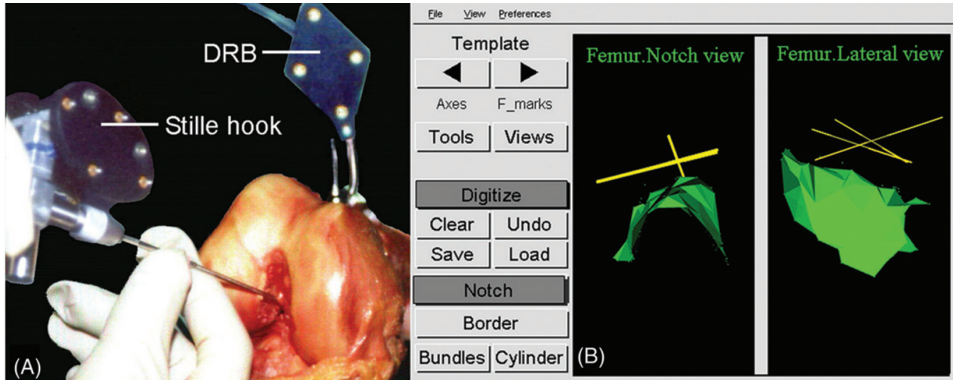 DRB
Stille hook
(A)
File View Preferences
Template
Axes F_marks
Tools Views
Digitize
Clear Undo
Save Load
Notch
Border
Bundles Cylinder
Femur.Notch view
Femur.Lateral view
(B)